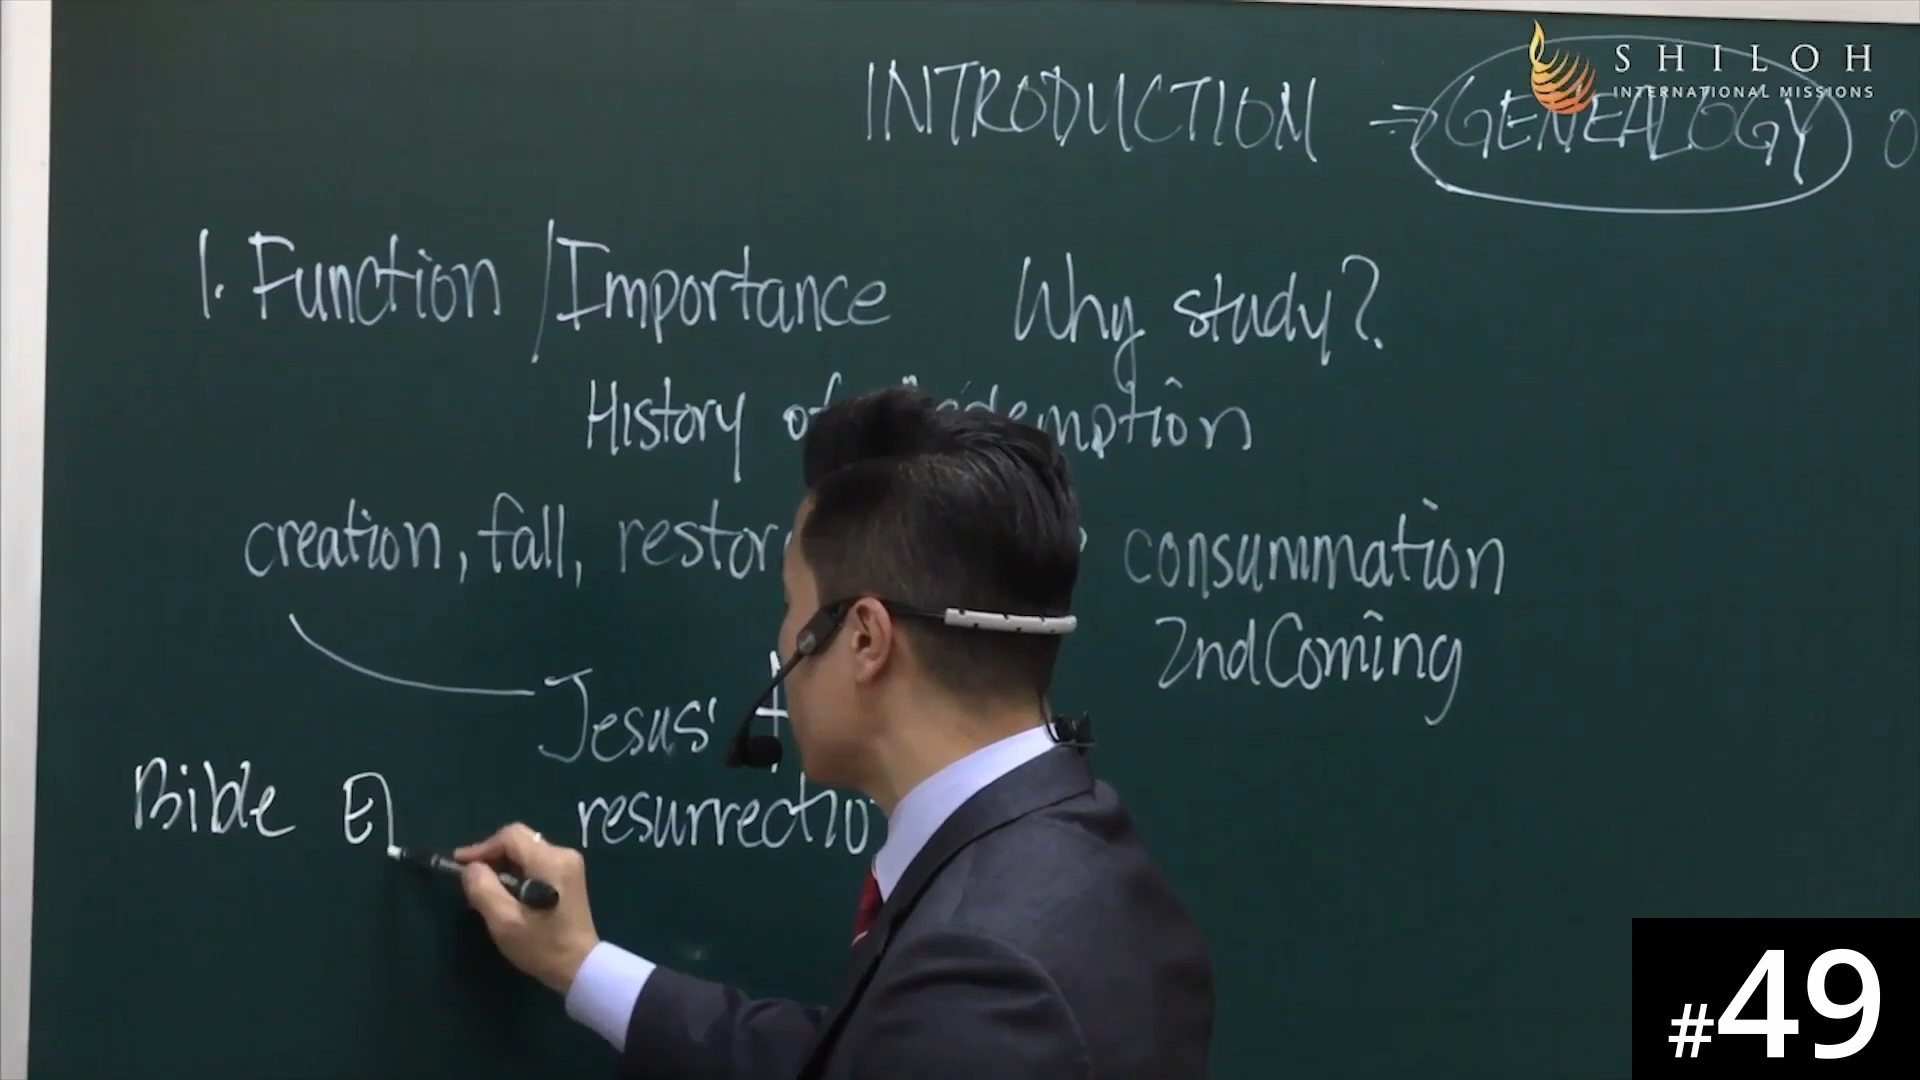 SHILOH
INTERNATIONAL MISSIONS
INTRODUCTION ⇒ GENEALOGY O
1. Function / Importance Why study?
History of
creation, fall, consummation
2nd Coming
Jesus'
Bible
#49